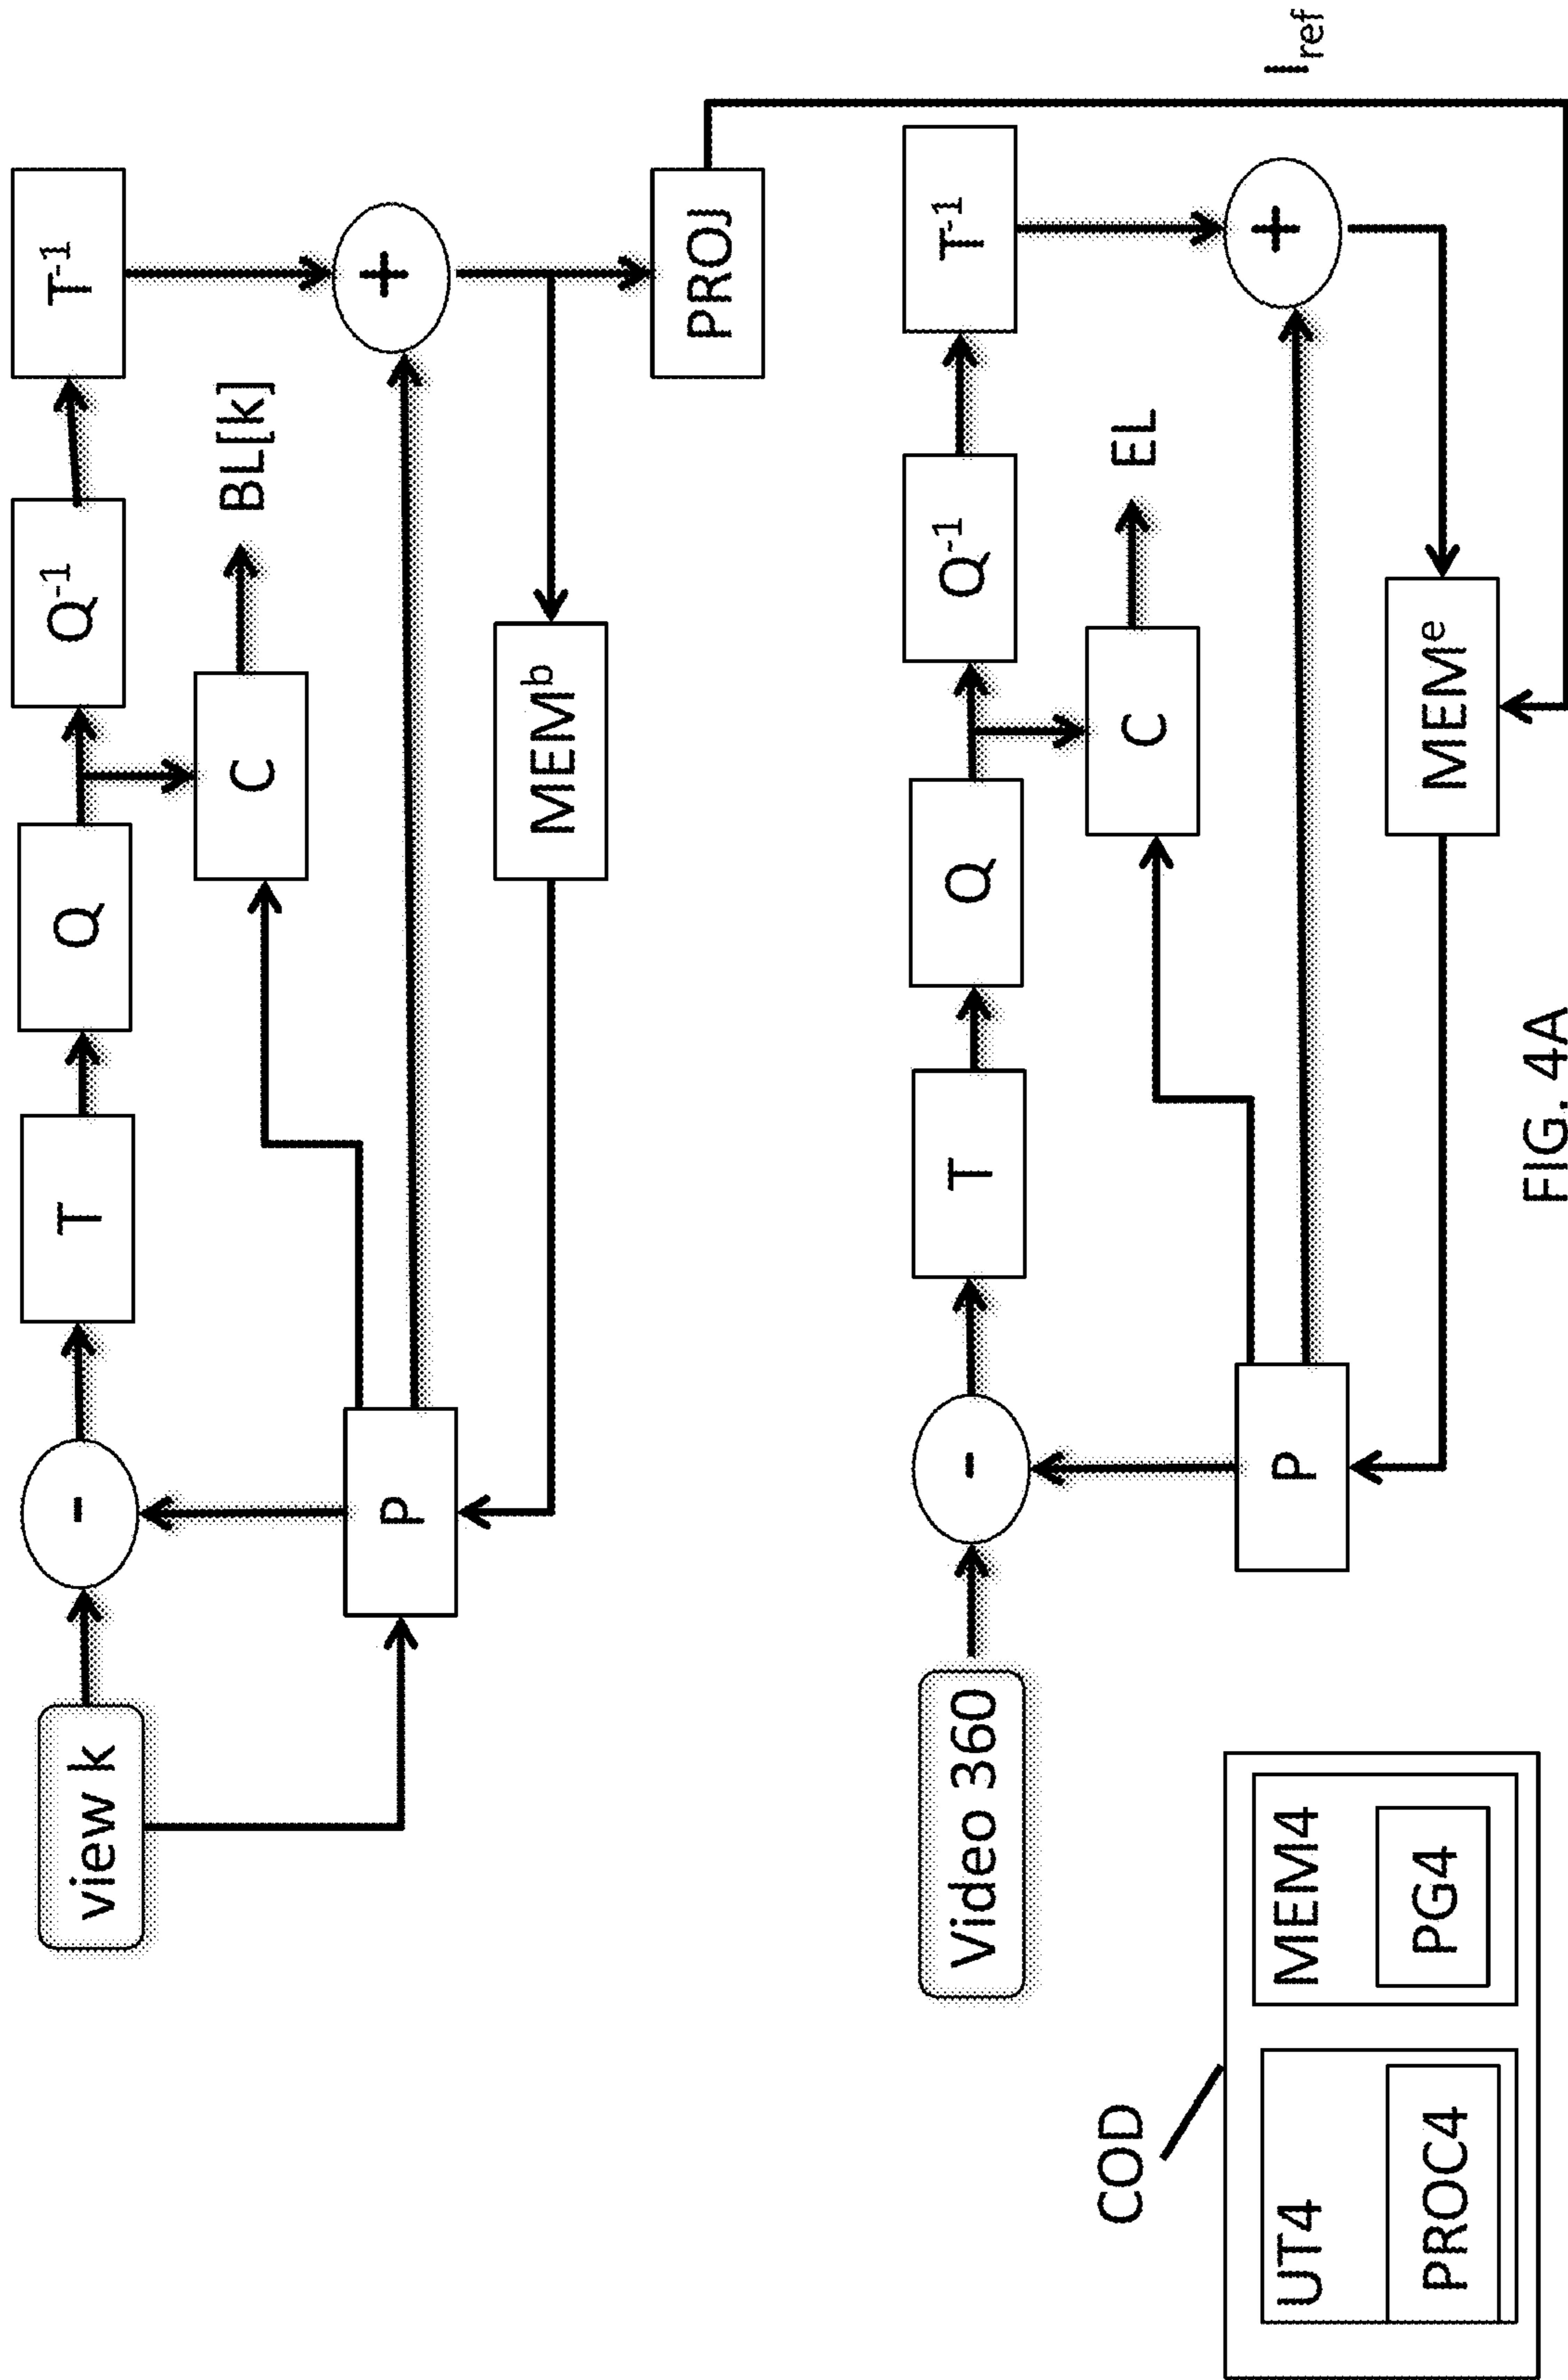 view k
-
T
Q
Q⁻¹
T⁻¹
C
BL[k]
+
P
MEMᵇ
PROJ
Iref
Video 360
-
T
Q
Q⁻¹
T⁻¹
C
EL
+
P
MEMᵉ
COD
UT4
PROC4
MEM4
PG4
FIG. 4A